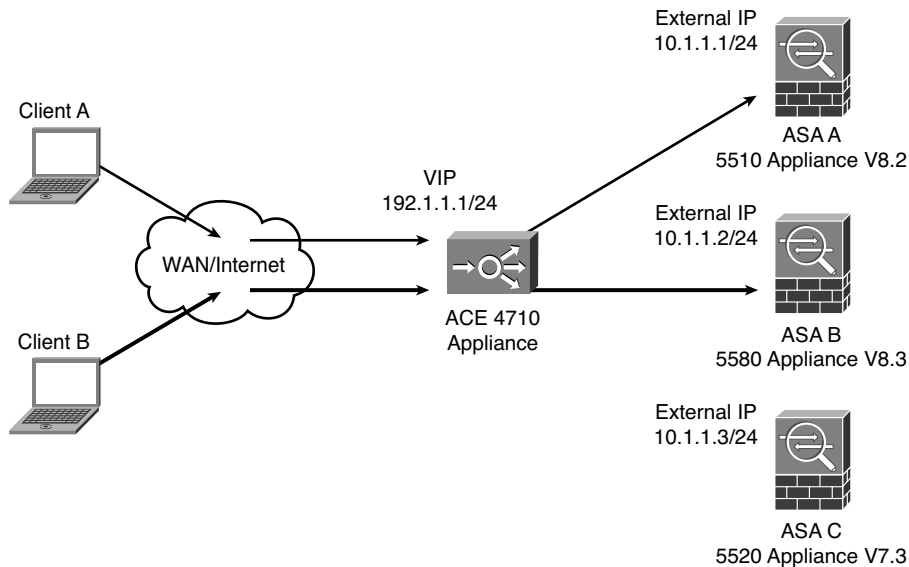 External IP
10.1.1.1/24
Client A
ASA A
5510 Appliance V8.2
VIP
192.1.1.1/24
External IP
10.1.1.2/24
WAN/Internet
ACE 4710
Appliance
Client B
ASA B
5580 Appliance V8.3
External IP
10.1.1.3/24
ASA C
5520 Appliance V7.3